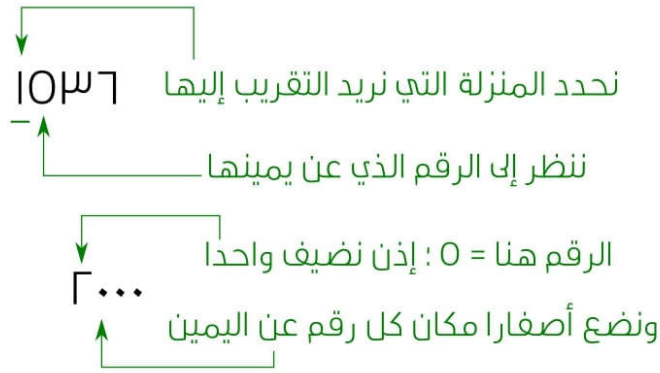 ١٥٣٦
نحدد المنزلة التي نريد التقريب إليها
ننظر إلى الرقم الذي عن يمينها
الرقم هنا = ٥ ؛ إذن نضيف واحدا
٢٠٠٠
ونضع أصفارا مكان كل رقم عن اليمين